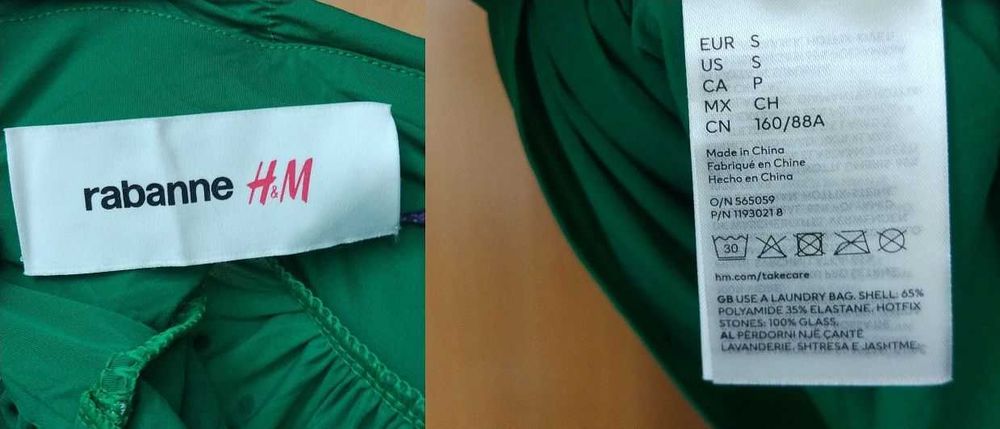 rabanne H&M
EUR S
US S
CA P
MX CH
CN 160/88A
Made in China
Fabriqué en Chine
Hecho en China
O/N 565059
P/N 1193021 8
30
hm.com/takecare
GB USE A LAUNDRY BAG. SHELL: 65%
POLYAMIDE 35% ELASTANE. HOTFIX
STONES: 100% GLASS.
AL PËRDORNI NJË ÇANTË
LAVANDERIE. SHTRESA E JASHTME: